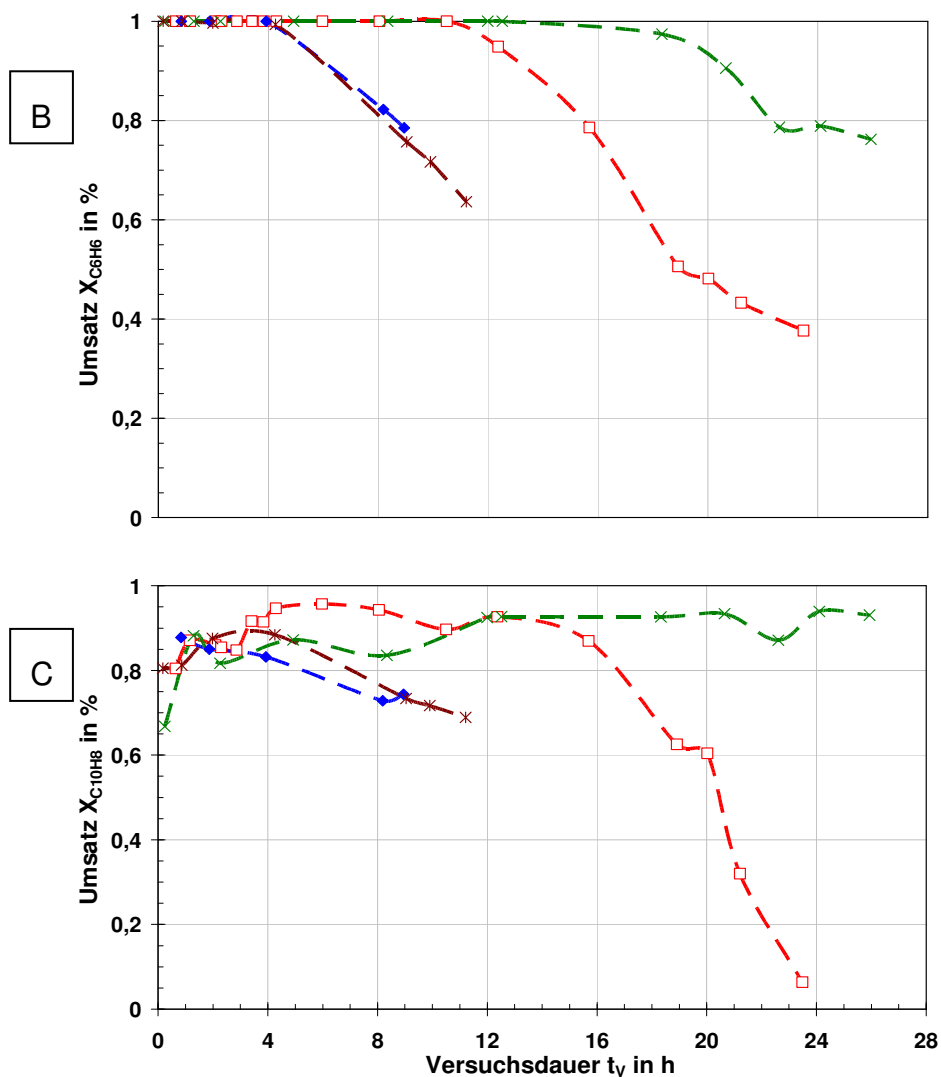 1
B
0,8
0,6
0,4
0,2
0
Umsatz X_C6H6 in %
1
0,8
C
0,6
0,4
0,2
0
Umsatz X_C10H8 in %
0 4 8 12 16 20 24 28
Versuchsdauer t_V in h